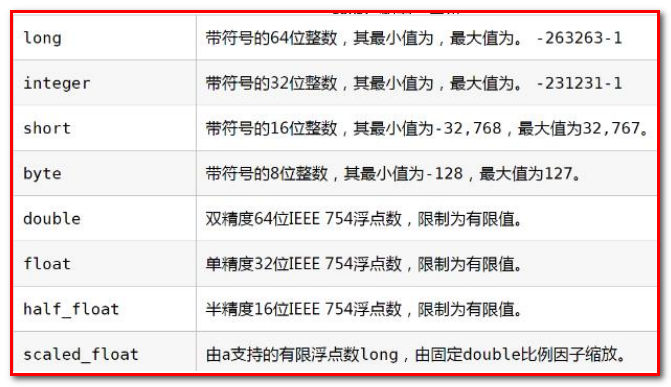 long 带符号的64位整数，其最小值为，最大值为。 -263263-1
integer 带符号的32位整数，其最小值为，最大值为。 -231231-1
short 带符号的16位整数，其最小值为-32,768，最大值为32,767。
byte 带符号的8位整数，其最小值为-128，最大值为127。
double 双精度64位IEEE 754浮点数，限制为有限值。
float 单精度32位IEEE 754浮点数，限制为有限值。
half_float 半精度16位IEEE 754浮点数，限制为有限值。
scaled_float 由a支持的有限浮点数long，由固定double比例因子缩放。